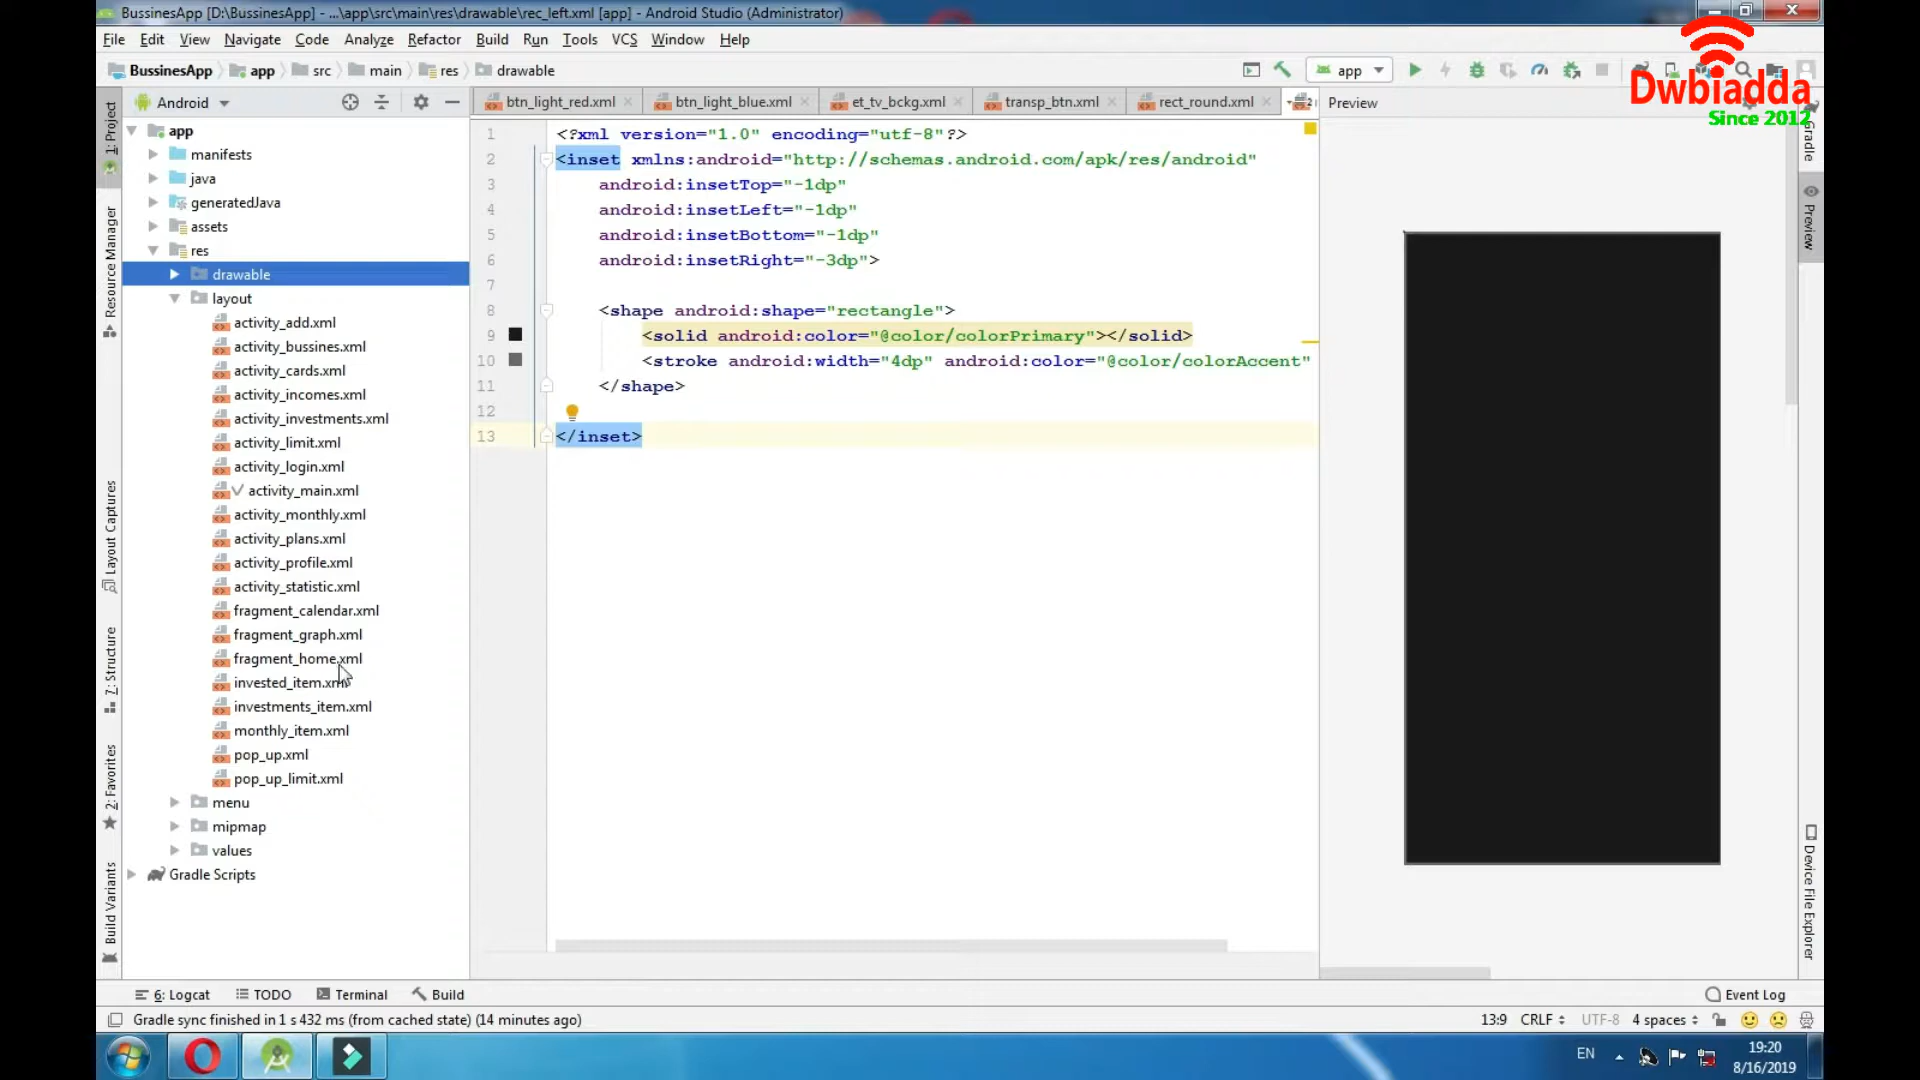 BussinesApp [D:\BussinesApp] - ...\app\src\main\res\drawable\rec_left.xml [app] - Android Studio (Administrator)
File Edit View Navigate Code Analyze Refactor Build Run Tools VCS Window Help
BussinesApp app src main res drawable
app
Dwbiadda
Since 2012
Android
btn_light_red.xml btn_light_blue.xml et_tv_bckg.xml transp_btn.xml rect_round.xml
Preview
1: Project
Resource Manager
Layout Captures
7: Structure
2: Favorites
Build Variants
app
manifests
java
generatedJava
assets
res
drawable
layout
activity_add.xml
activity_bussines.xml
activity_cards.xml
activity_incomes.xml
activity_investments.xml
activity_limit.xml
activity_login.xml
activity_main.xml
activity_monthly.xml
activity_plans.xml
activity_profile.xml
activity_statistic.xml
fragment_calendar.xml
fragment_graph.xml
fragment_home.xml
invested_item.xml
investments_item.xml
monthly_item.xml
pop_up.xml
pop_up_limit.xml
menu
mipmap
values
Gradle Scripts
1 <?xml version="1.0" encoding="utf-8"?>
2 <inset xmlns:android="http://schemas.android.com/apk/res/android"
3 android:insetTop="-1dp"
4 android:insetLeft="-1dp"
5 android:insetBottom="-1dp"
6 android:insetRight="-3dp">
7
8 <shape android:shape="rectangle">
9 <solid android:color="@color/colorPrimary"></solid>
10 <stroke android:width="4dp" android:color="@color/colorAccent"
11 </shape>
12
13 </inset>
Gradle
Preview
Device File Explorer
6: Logcat TODO Terminal Build Event Log
Gradle sync finished in 1 s 432 ms (from cached state) (14 minutes ago) 13:9 CRLF UTF-8 4 spaces
EN
19:20
8/16/2019